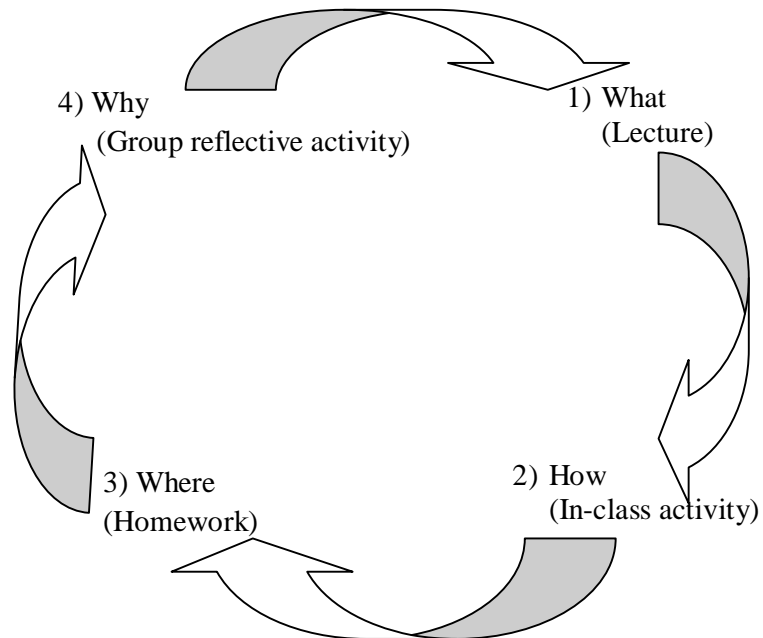 1) What
(Lecture)
2) How
(In-class activity)
3) Where
(Homework)
4) Why
(Group reflective activity)